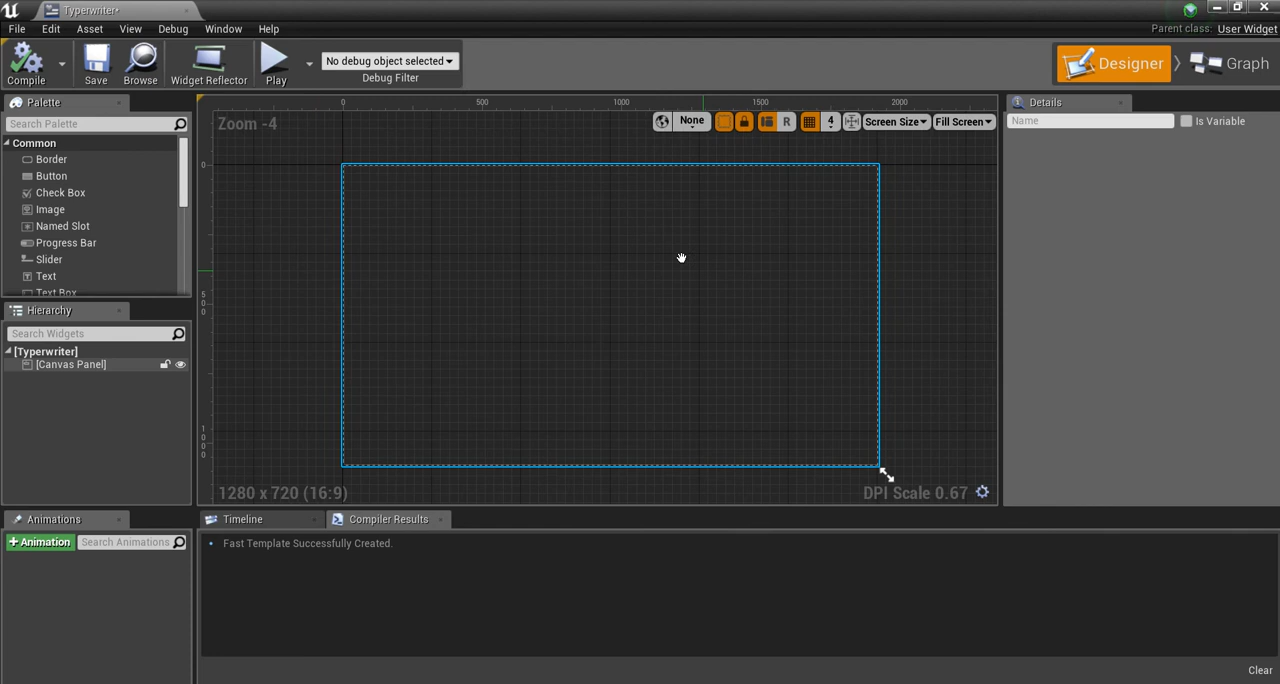 Typerwriter*
File Edit Asset View Debug Window Help
Parent class: User Widget
Compile Save Browse Widget Reflector Play
No debug object selected
Debug Filter
Designer
Graph
Palette
Search Palette
Common
Border
Button
Check Box
Image
Named Slot
Progress Bar
Slider
Text
Text Box
Hierarchy
Search Widgets
[Typerwriter]
[Canvas Panel]
Animations
+Animation Search Animations
0 500 1000 1500 2000
Zoom -4
None R 4 Screen Size Fill Screen
0
500
1000
1280 x 720 (16:9)
DPI Scale 0.67
Timeline
Compiler Results
Fast Template Successfully Created.
Clear
Details
Name Is Variable